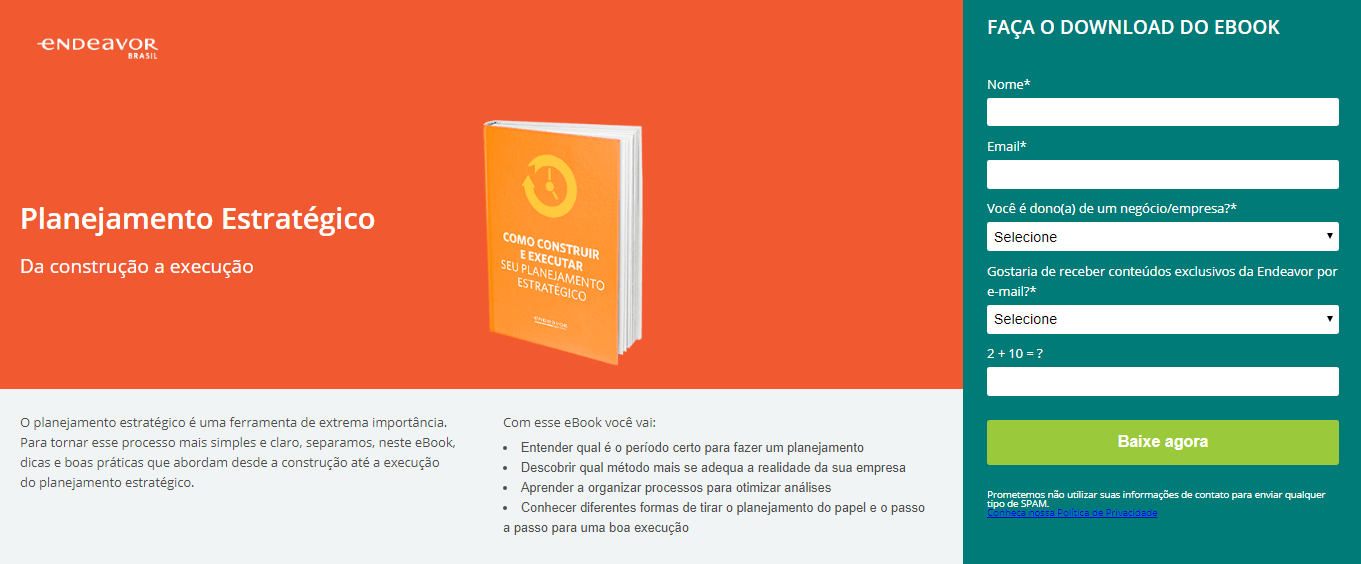 ENDEAVOR
BRASIL
Planejamento Estratégico
Da construção a execução
COMO CONSTRUIR
E EXECUTAR
SEU PLANEJAMENTO
ESTRATÉGICO
ENDEAVOR
O planejamento estratégico é uma ferramenta de extrema importância.
Para tornar esse processo mais simples e claro, separamos, neste eBook,
dicas e boas práticas que abordam desde a construção até a execução
do planejamento estratégico.
Com esse eBook você vai:
• Entender qual é o período certo para fazer um planejamento
• Descobrir qual método mais se adequa a realidade da sua empresa
• Aprender a organizar processos para otimizar análises
• Conhecer diferentes formas de tirar o planejamento do papel e o passo
a passo para uma boa execução
FAÇA O DOWNLOAD DO EBOOK
Nome*
Email*
Você é dono(a) de um negócio/empresa?*
Selecione
Gostaria de receber conteúdos exclusivos da Endeavor por
e-mail?*
Selecione
2 + 10 = ?
Baixe agora
Prometemos não utilizar suas informações de contato para enviar qualquer
tipo de SPAM.
Conheça nossa Política de Privacidade